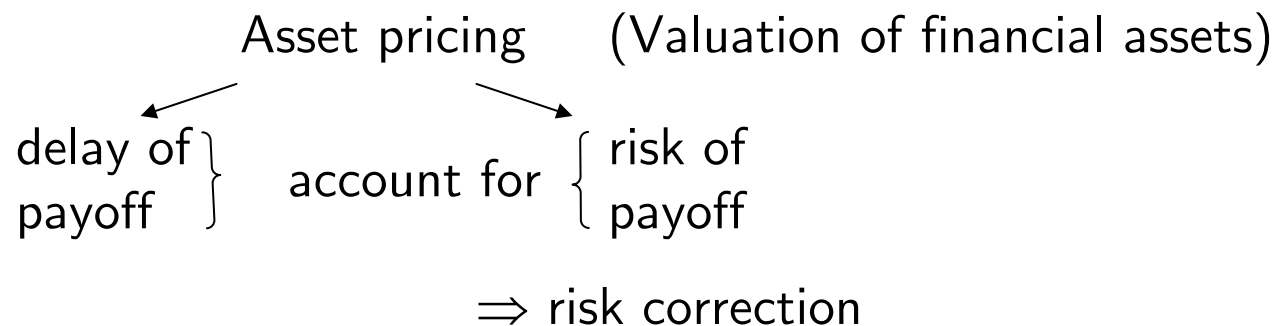 Asset pricing (Valuation of financial assets)
delay of payoff } account for { risk of payoff
⇒ risk correction